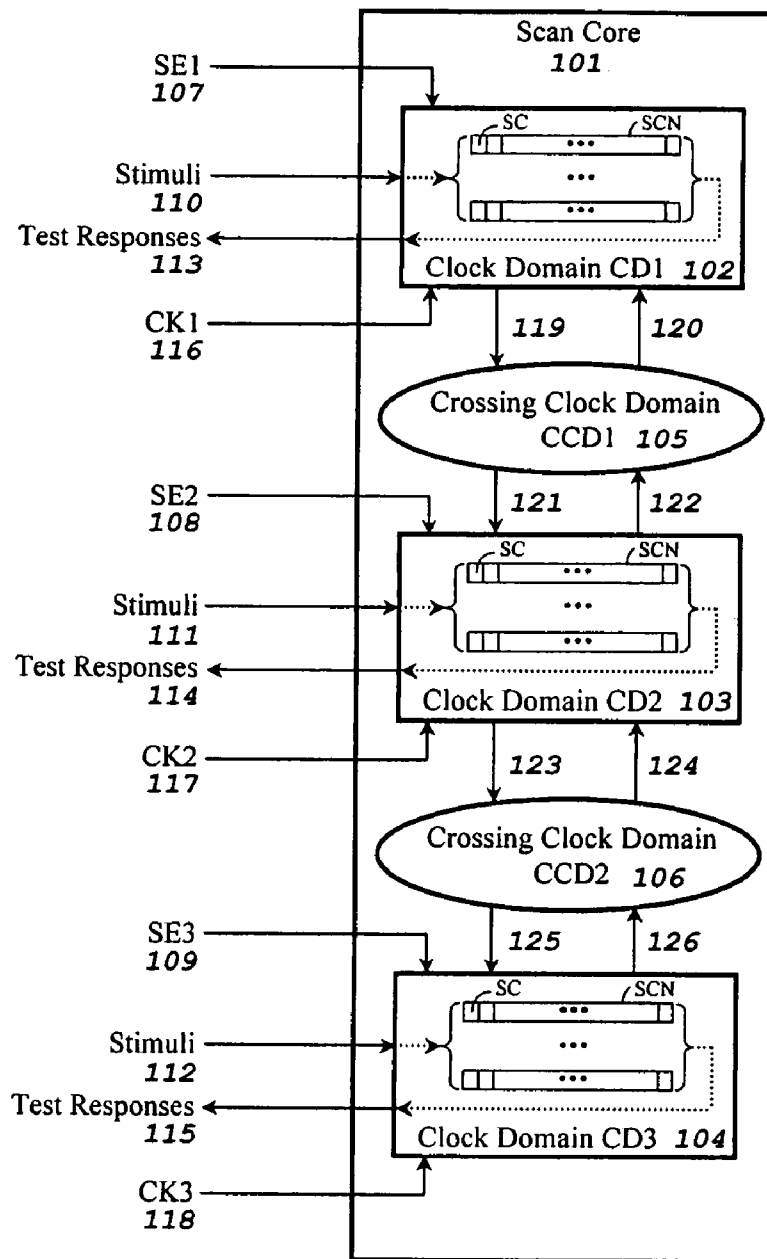 Scan Core
101
SE1
107
SC
SCN
•••
Stimuli
110
•••
Test Responses
113
•••
Clock Domain CD1 102
CK1
116
119
120
Crossing Clock Domain
CCD1 105
SE2
108
121
122
SC
SCN
•••
Stimuli
111
•••
Test Responses
114
•••
Clock Domain CD2 103
CK2
117
123
124
Crossing Clock Domain
CCD2 106
SE3
109
125
126
SC
SCN
•••
Stimuli
112
•••
Test Responses
115
•••
Clock Domain CD3 104
CK3
118